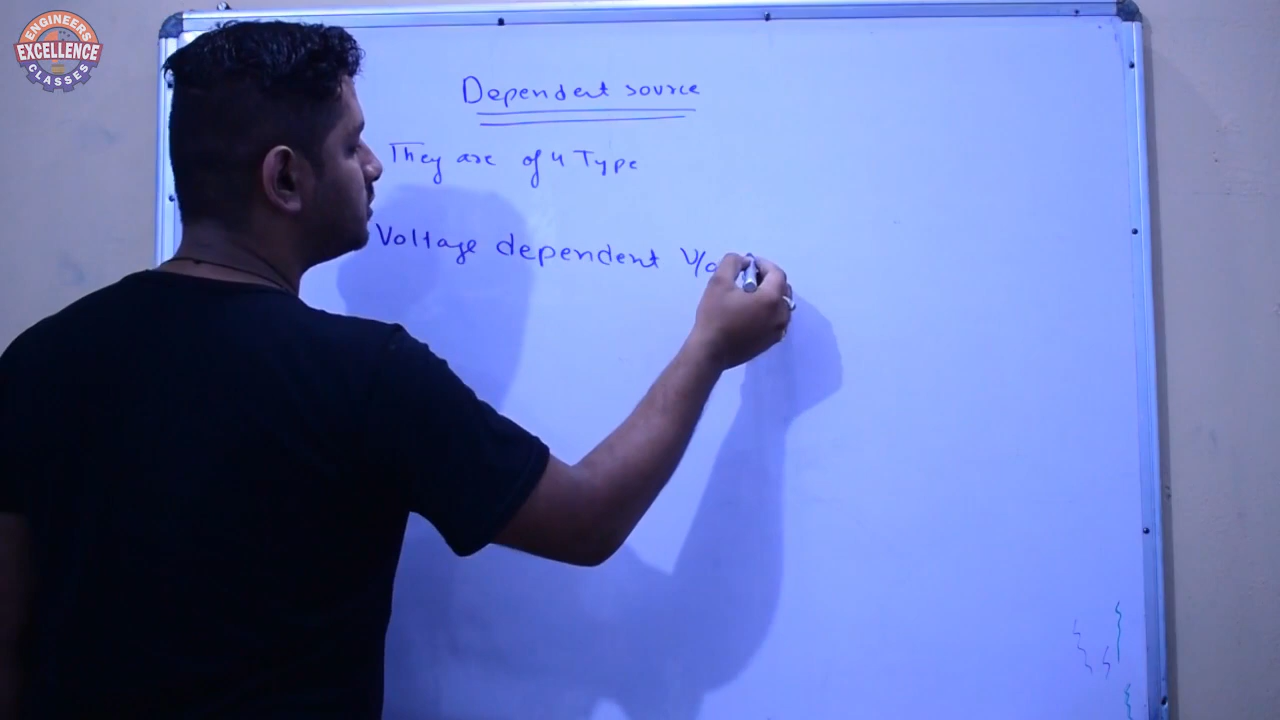 ENGINEERS
EXCELLENCE
CLASSES
Dependent source
They are of 4 Type
Voltage dependent